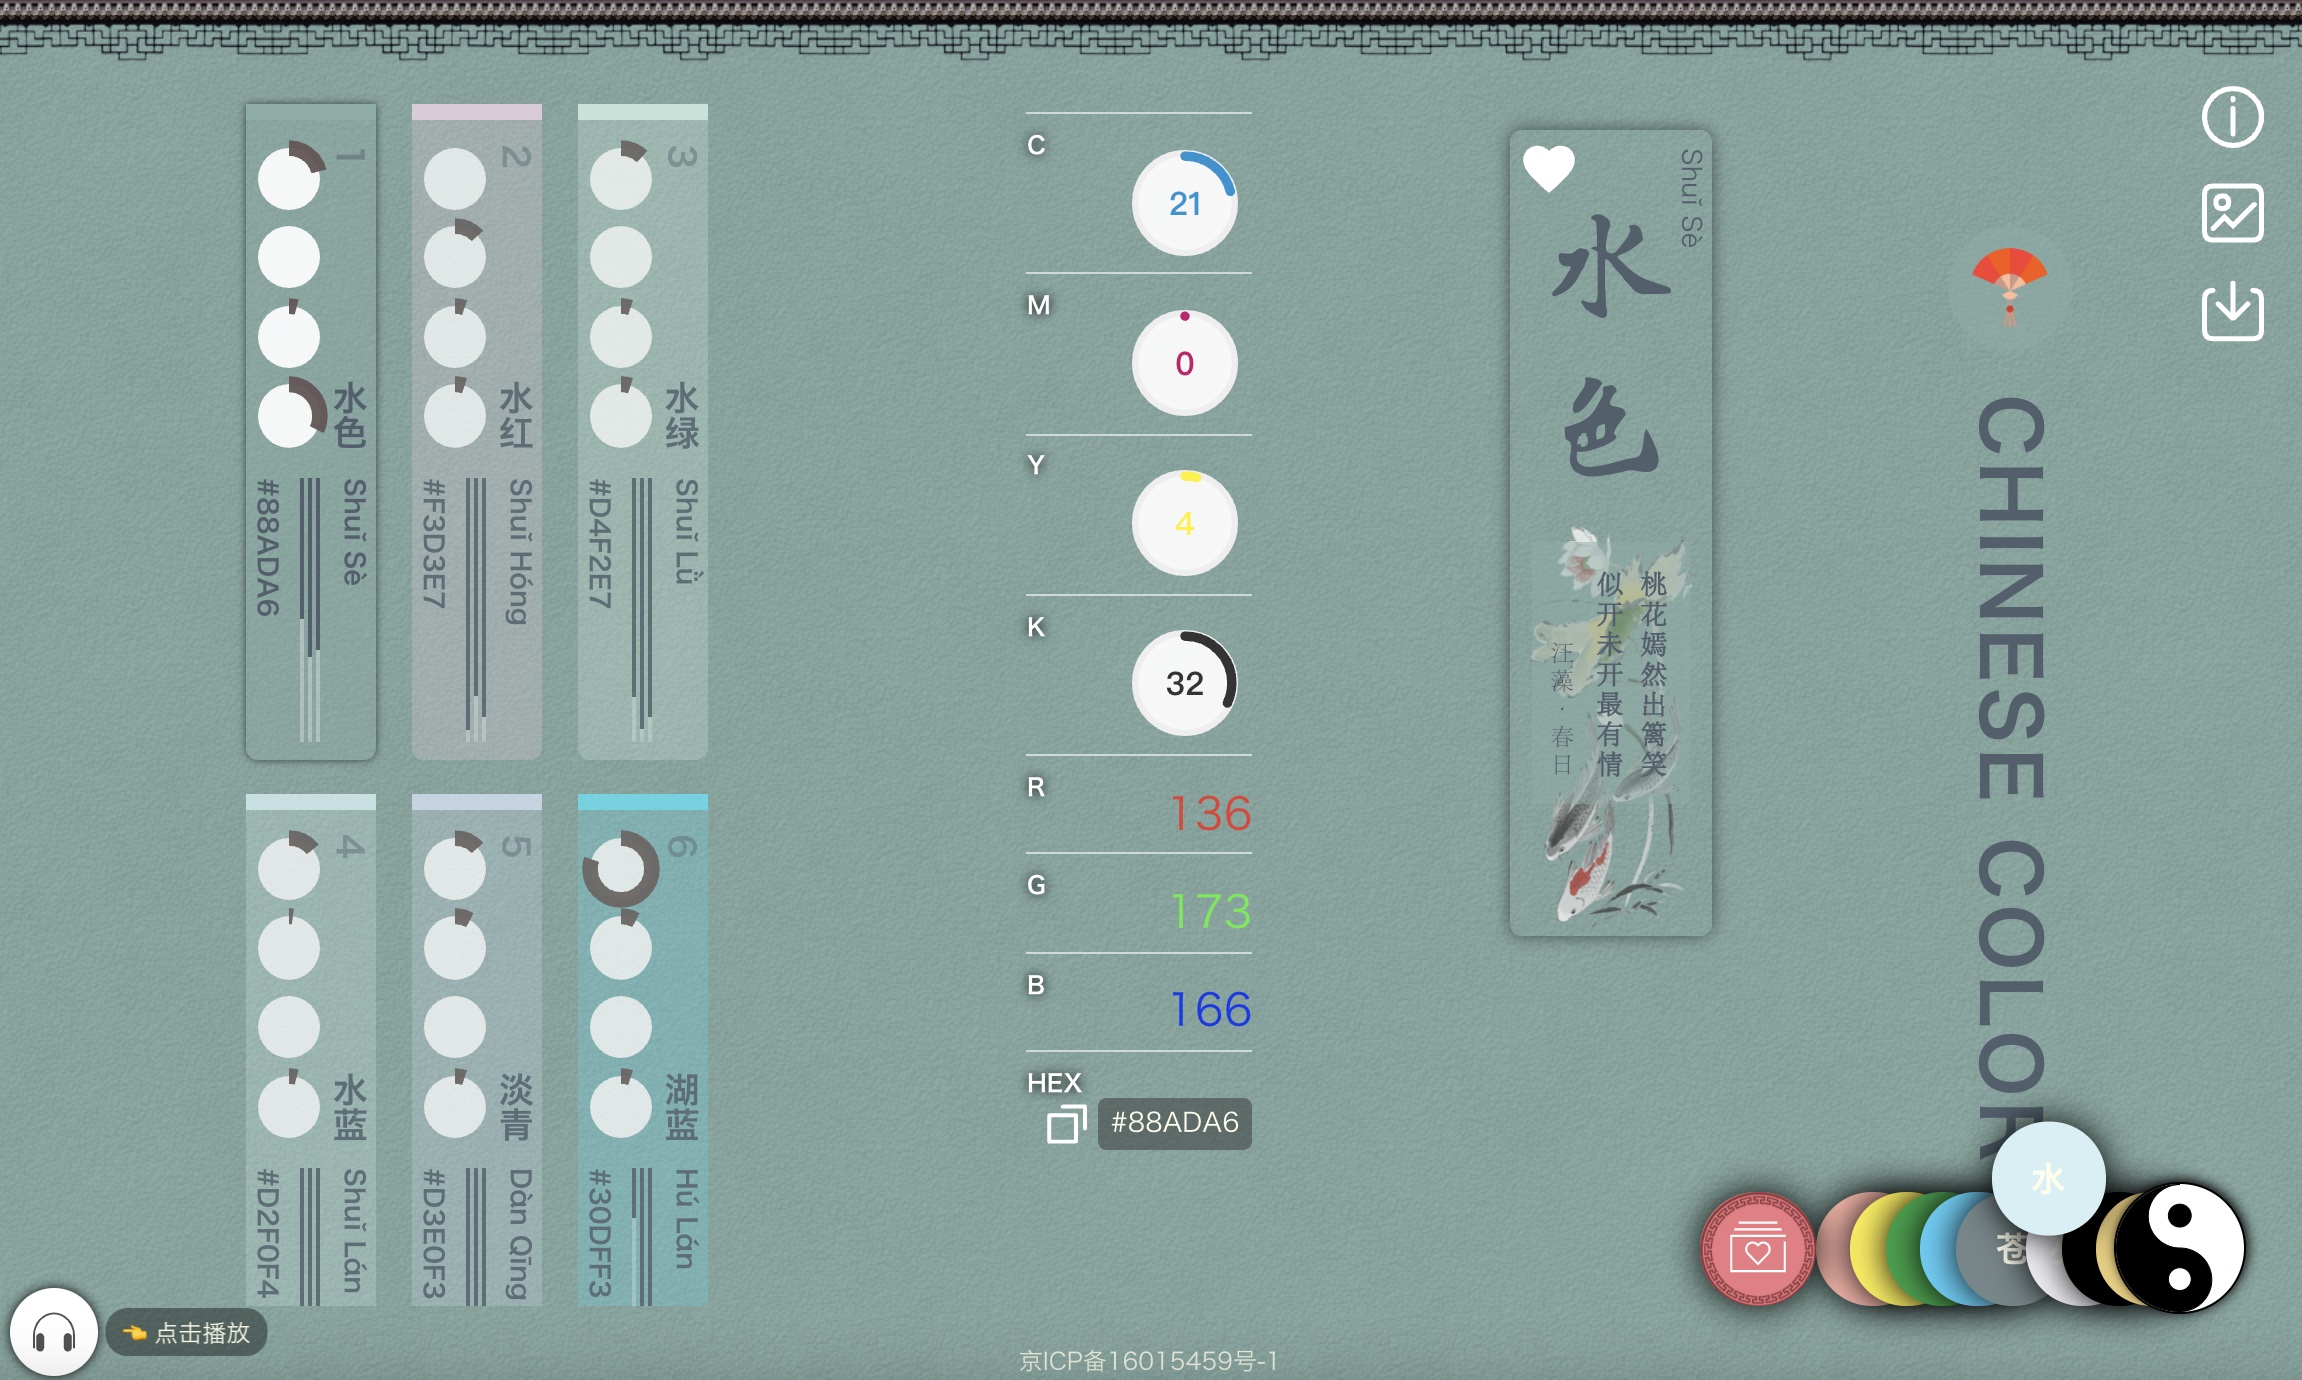 1
水色
Shuǐ Sè
#88ADA6
2
水红
Shuǐ Hóng
#F3D3E7
3
水绿
Shuǐ Lǜ
#D4F2E7
4
水蓝
Shuǐ Lán
#D2F0F4
5
淡青
Dàn Qīng
#D3E0F3
6
湖蓝
Hú Lán
#30DFF3
C
21
M
0
Y
4
K
32
R
136
G
173
B
166
HEX
#88ADA6
Shuǐ Sè
水色
桃花嫣然出篱笑
似开未开最有情
汪藻·春日
CHINESE COLOR
水
苍
点击播放
京ICP备16015459号-1